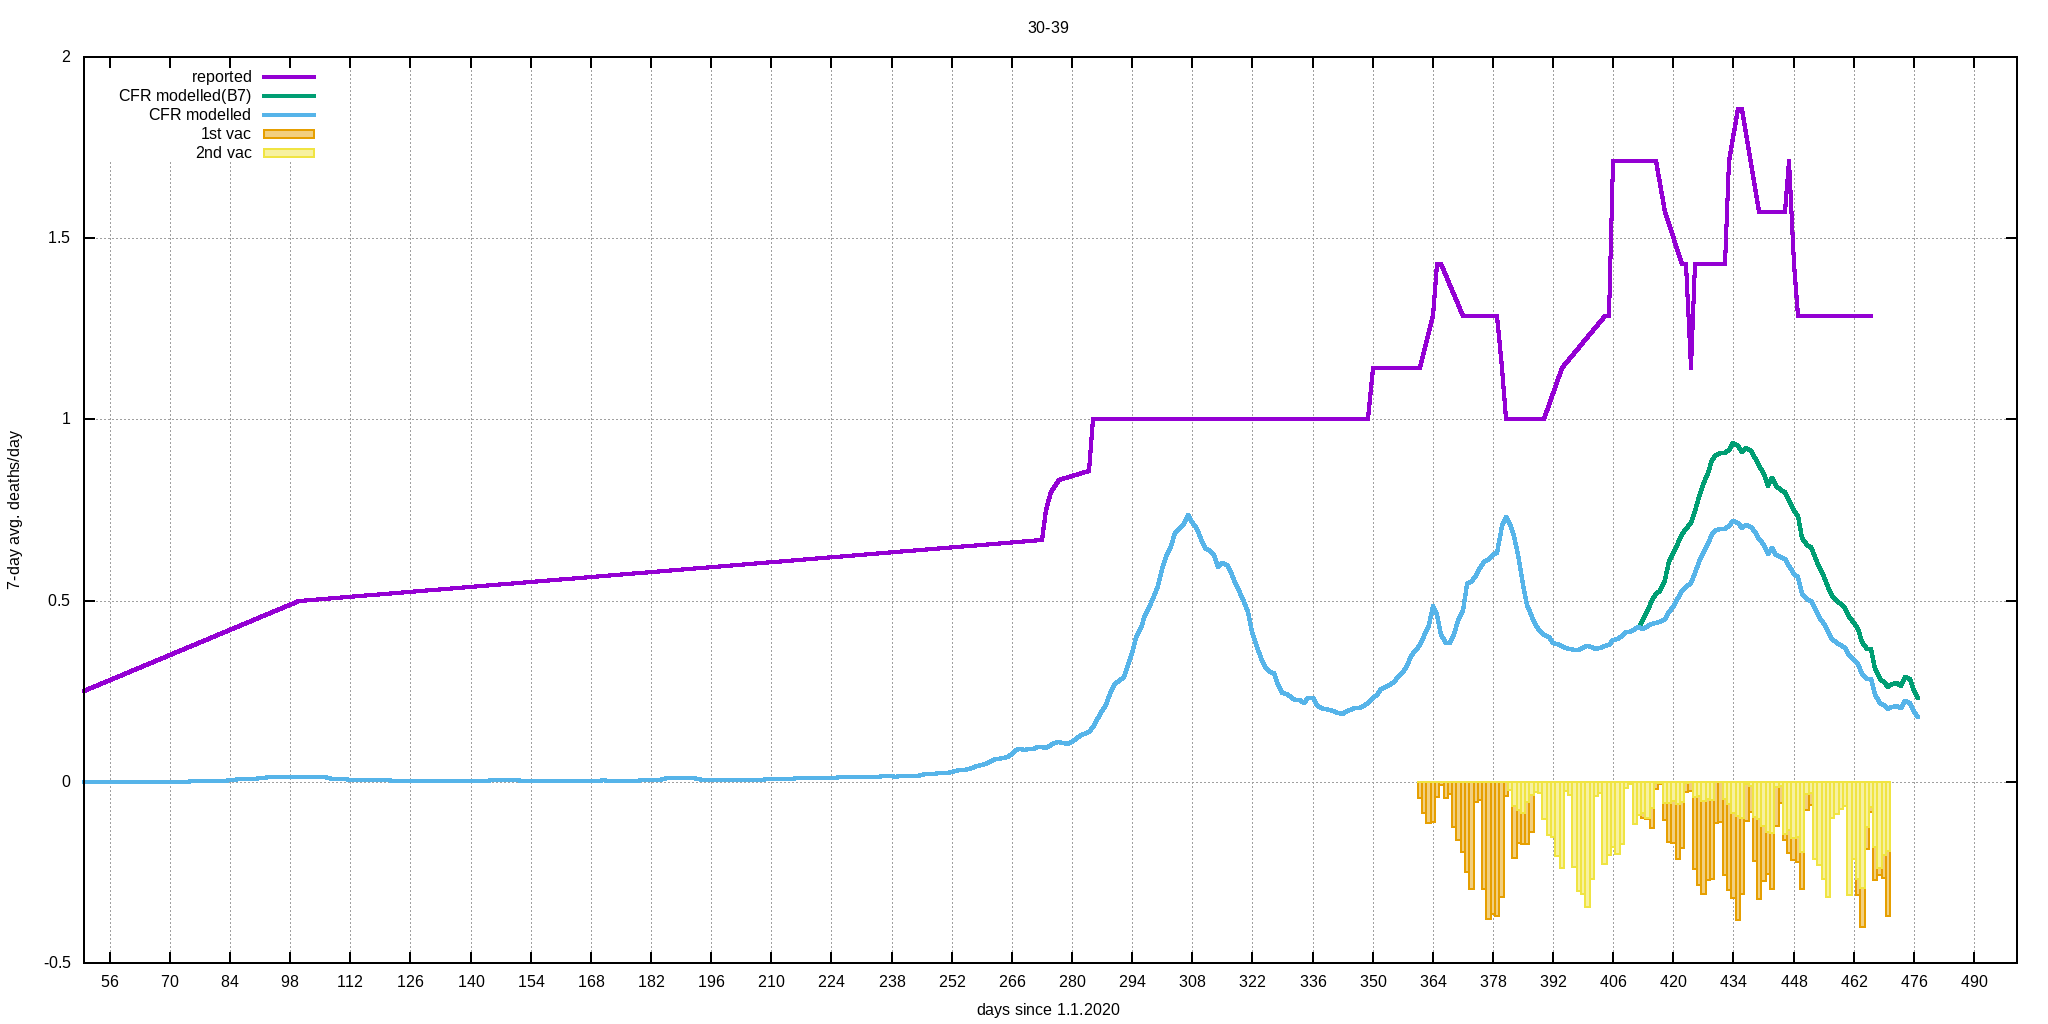 30-39
reported
CFR modelled(B7)
CFR modelled
1st vac
2nd vac
7-day avg. deaths/day
2
1.5
1
0.5
0
-0.5
56 70 84 98 112 126 140 154 168 182 196 210 224 238 252 266 280 294 308 322 336 350 364 378 392 406 420 434 448 462 476 490
days since 1.1.2020